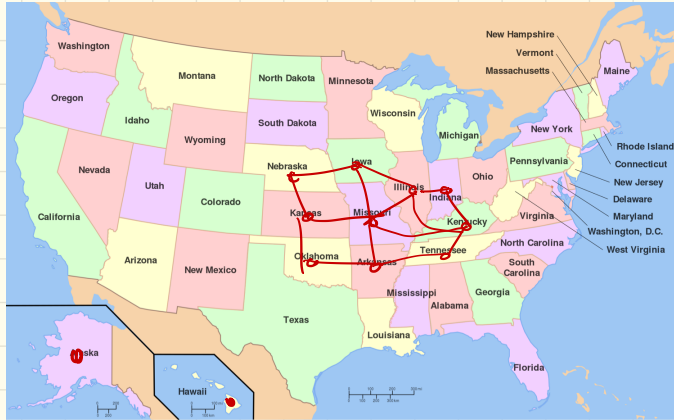 New Hampshire
Vermont
Massachusetts
Washington
Montana
North Dakota
Minnesota
Maine
Oregon
Idaho
South Dakota
Wisconsin
Michigan
New York
Rhode Island
Connecticut
Wyoming
Nebraska
Iowa
Pennsylvania
New Jersey
Nevada
Utah
Colorado
Illinois
Indiana
Ohio
Delaware
Maryland
California
Kansas
Missouri
Kentucky
Virginia
Washington, D.C.
West Virginia
Arizona
New Mexico
Oklahoma
Arkansas
Tennessee
North Carolina
South
Carolina
Texas
Mississippi
Alabama
Georgia
Louisiana
Florida
Hawaii